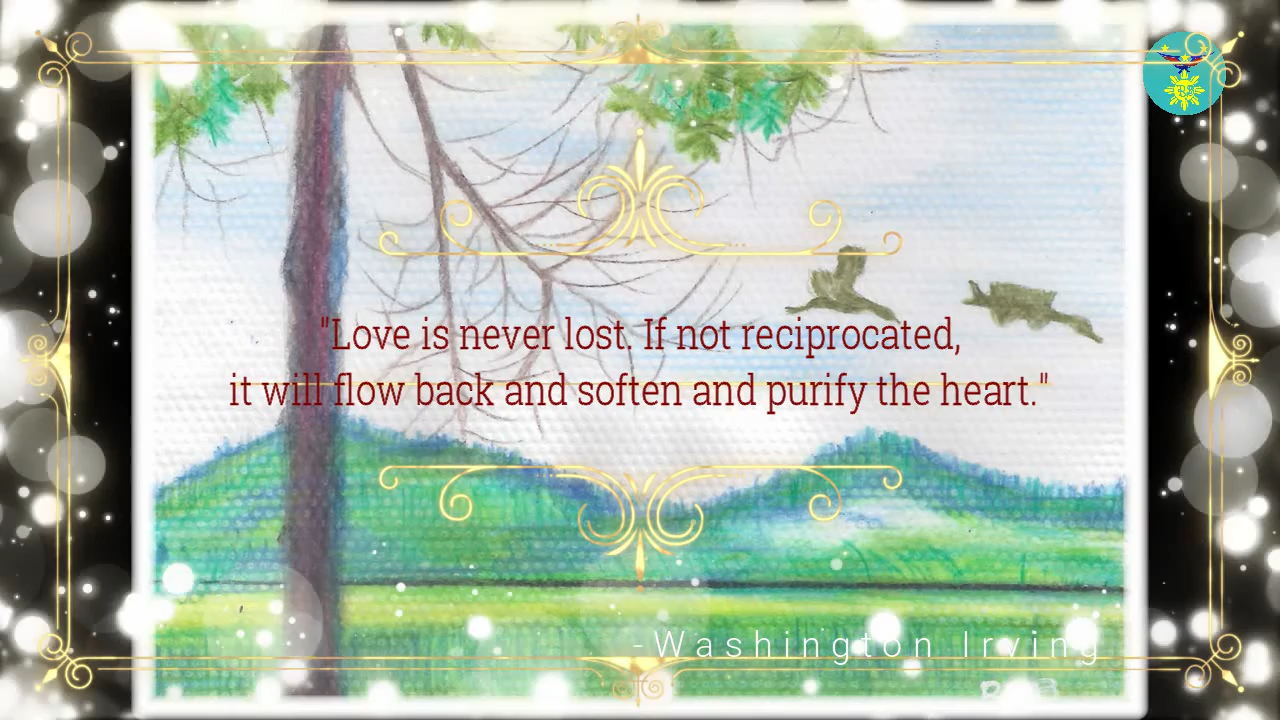 "Love is never lost. If not reciprocated,
it will flow back and soften and purify the heart."
-Washington Irving